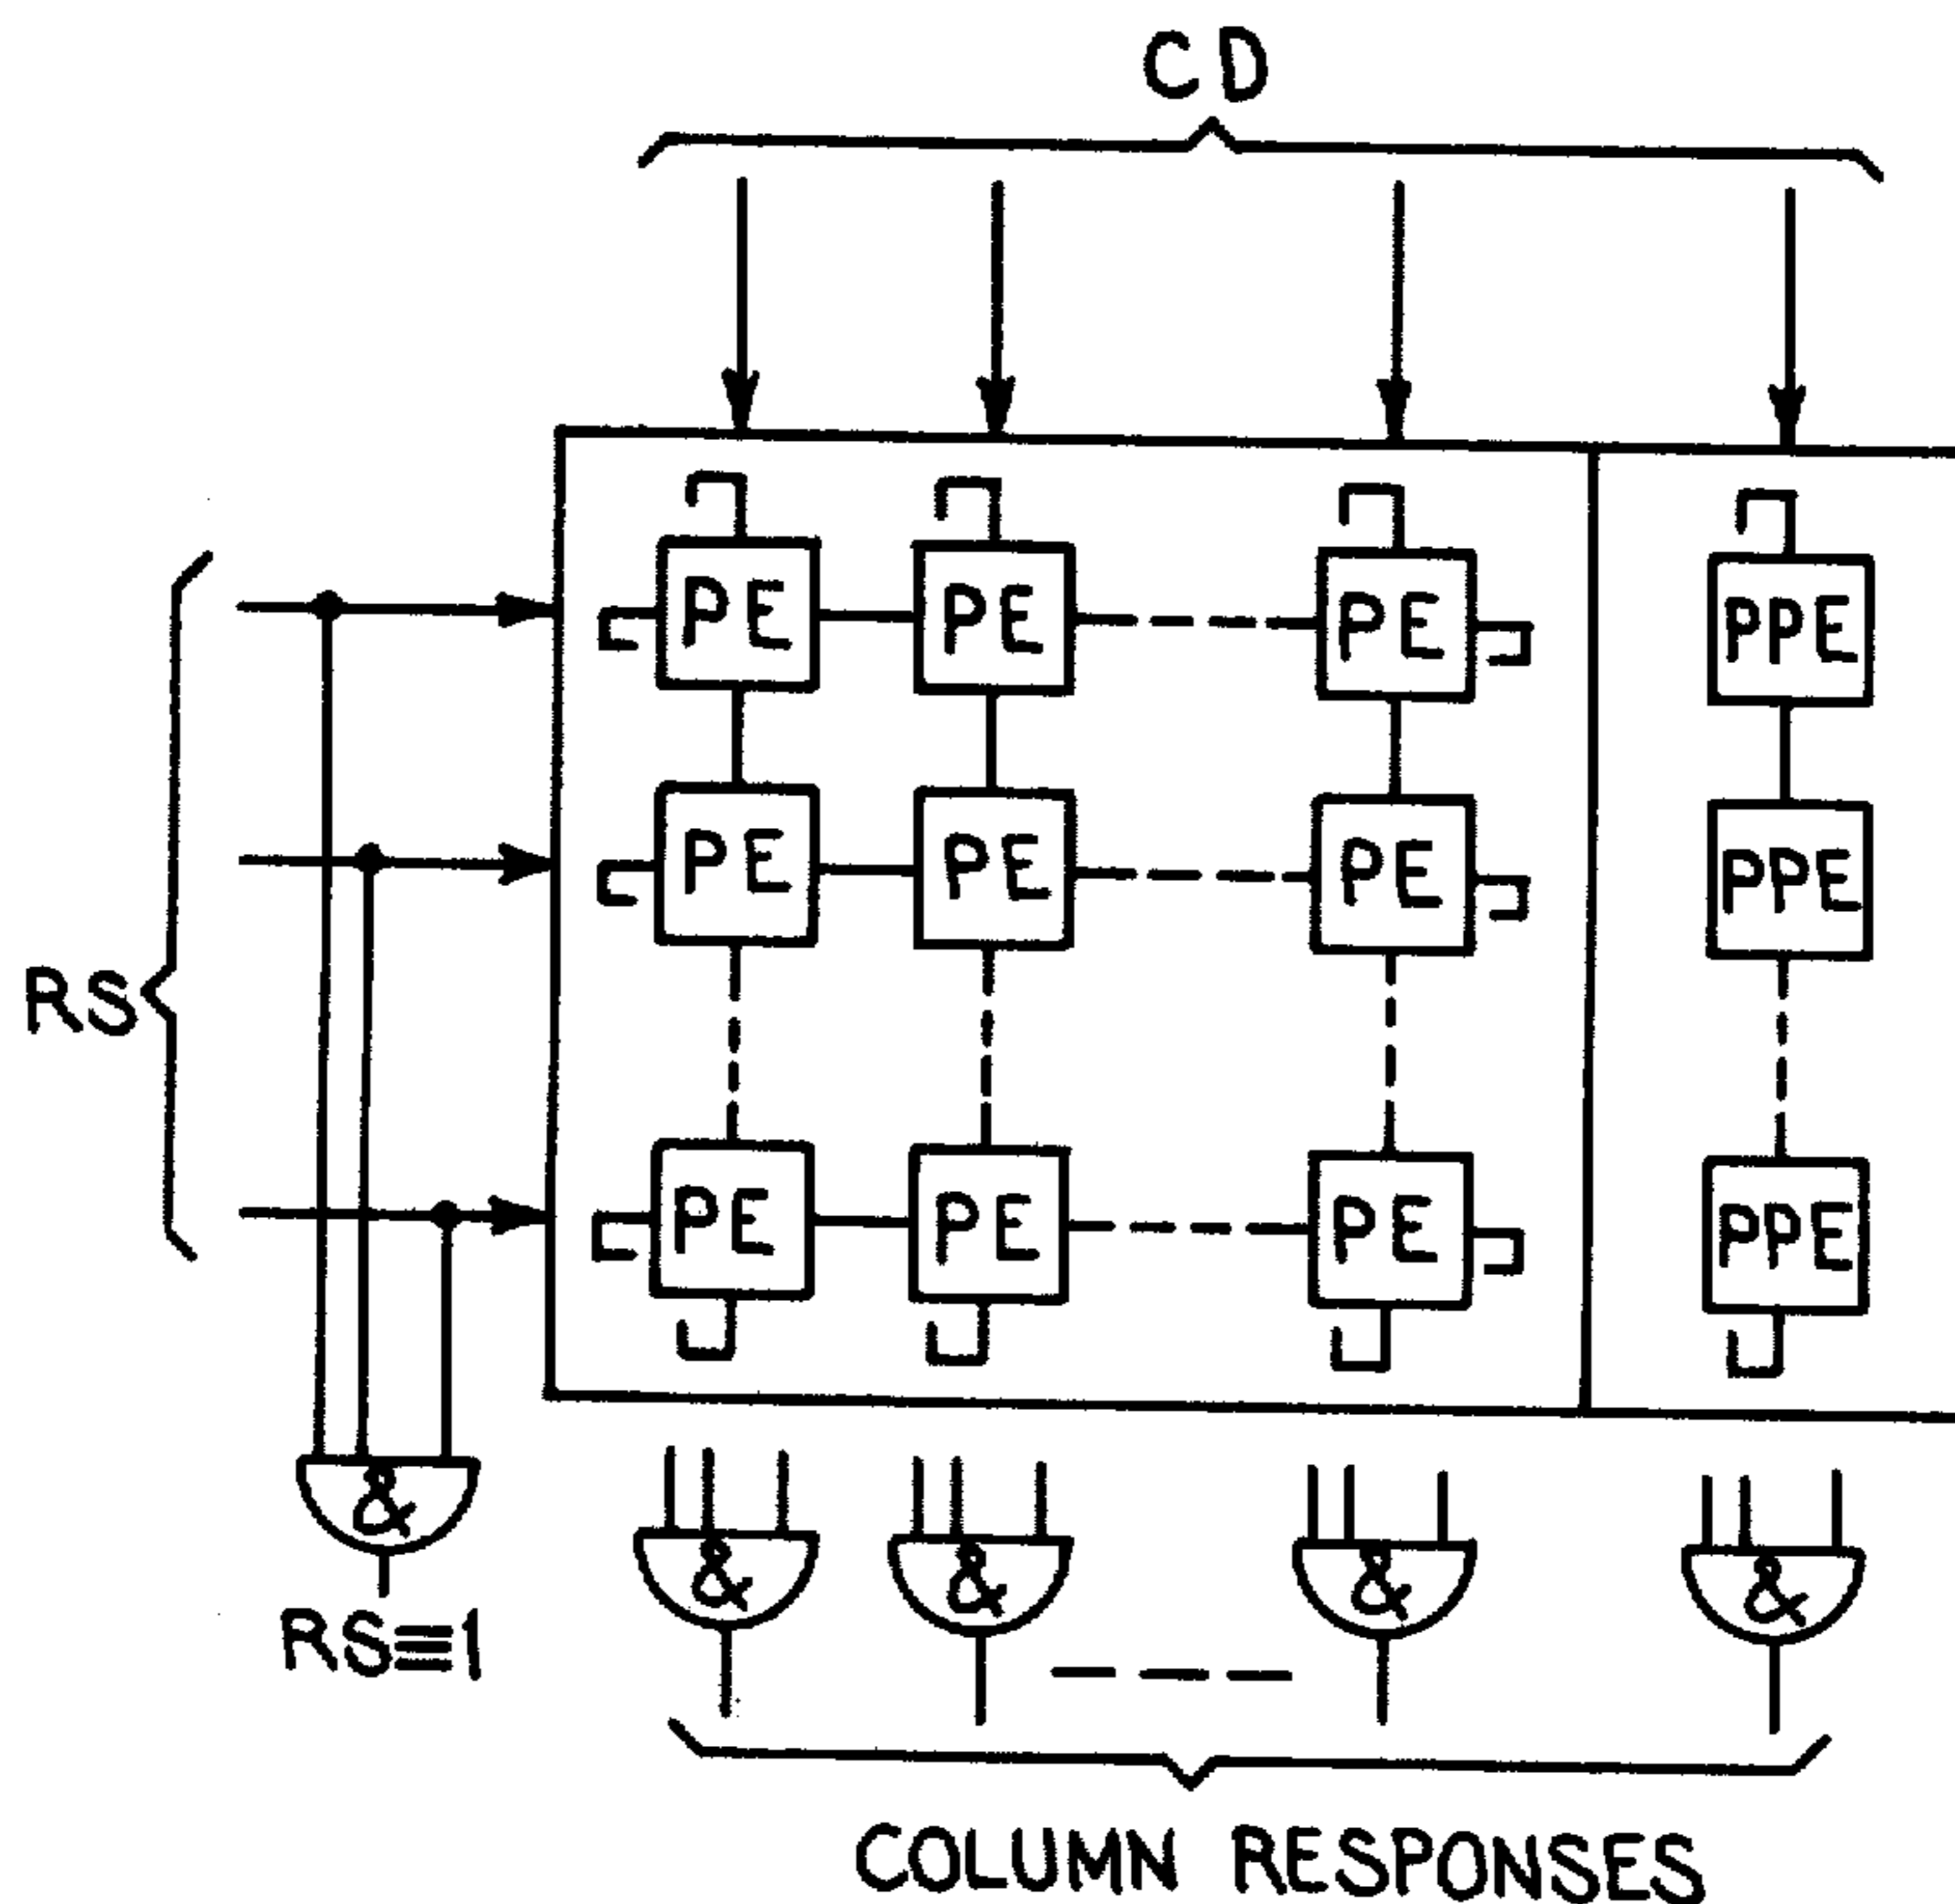 CD
PE PE PE PPE
PE PE PE PPE
RS
PE PE PE PPE
& & & & &
RS≡1
COLUMN RESPONSES